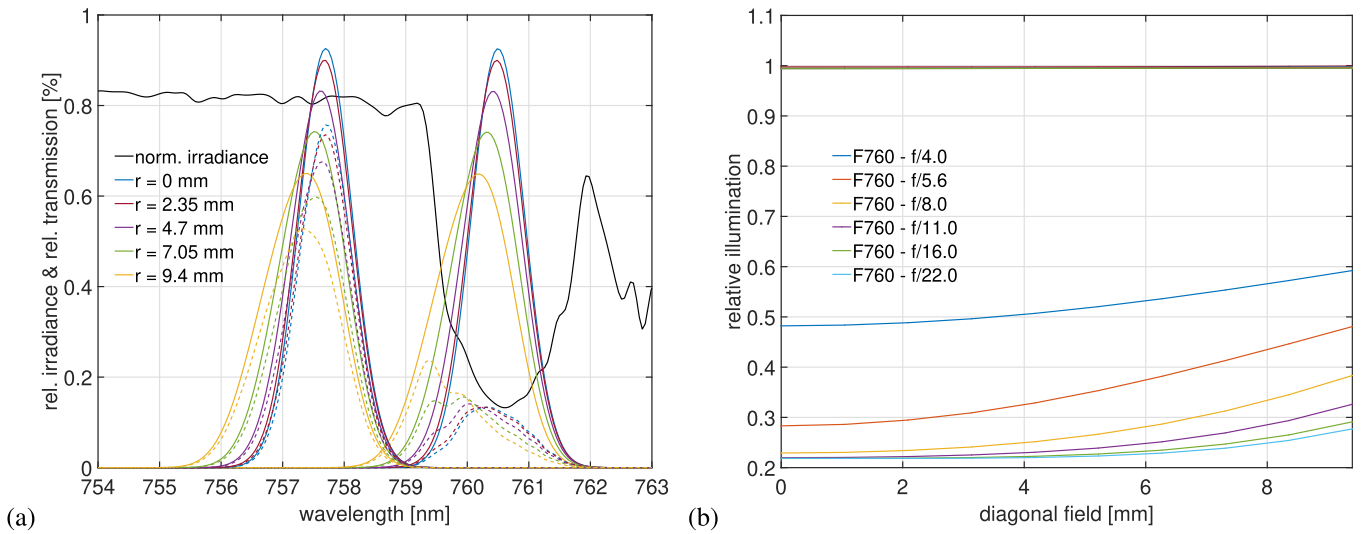 1
0.8
0.6
0.4
0.2
0
rel. irradiance & rel. transmission [%]
norm. irradiance
r = 0 mm
r = 2.35 mm
r = 4.7 mm
r = 7.05 mm
r = 9.4 mm
754 755 756 757 758 759 760 761 762 763
wavelength [nm]
(a)
1.1
1
0.9
0.8
0.7
0.6
0.5
0.4
0.3
0.2
relative illumination
F760 - f/4.0
F760 - f/5.6
F760 - f/8.0
F760 - f/11.0
F760 - f/16.0
F760 - f/22.0
0 2 4 6 8
diagonal field [mm]
(b)